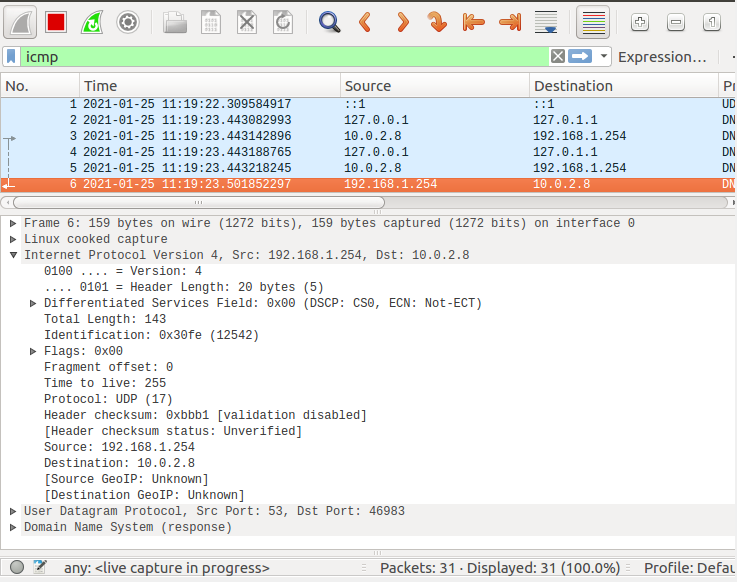 icmp Expression…
No. Time Source Destination
1 2021-01-25 11:19:22.309584917 ::1 ::1 UD
2 2021-01-25 11:19:23.443082993 127.0.0.1 127.0.1.1 DN
3 2021-01-25 11:19:23.443142896 10.0.2.8 192.168.1.254 DN
4 2021-01-25 11:19:23.443188765 127.0.0.1 127.0.1.1 DN
5 2021-01-25 11:19:23.443218245 10.0.2.8 192.168.1.254 DN
6 2021-01-25 11:19:23.501852297 192.168.1.254 10.0.2.8 DN
Frame 6: 159 bytes on wire (1272 bits), 159 bytes captured (1272 bits) on interface 0
Linux cooked capture
Internet Protocol Version 4, Src: 192.168.1.254, Dst: 10.0.2.8
0100 .... = Version: 4
.... 0101 = Header Length: 20 bytes (5)
Differentiated Services Field: 0x00 (DSCP: CS0, ECN: Not-ECT)
Total Length: 143
Identification: 0x30fe (12542)
Flags: 0x00
Fragment offset: 0
Time to live: 255
Protocol: UDP (17)
Header checksum: 0xbbb1 [validation disabled]
[Header checksum status: Unverified]
Source: 192.168.1.254
Destination: 10.0.2.8
[Source GeoIP: Unknown]
[Destination GeoIP: Unknown]
User Datagram Protocol, Src Port: 53, Dst Port: 46983
Domain Name System (response)
any: <live capture in progress> Packets: 31 · Displayed: 31 (100.0%) Profile: Defau